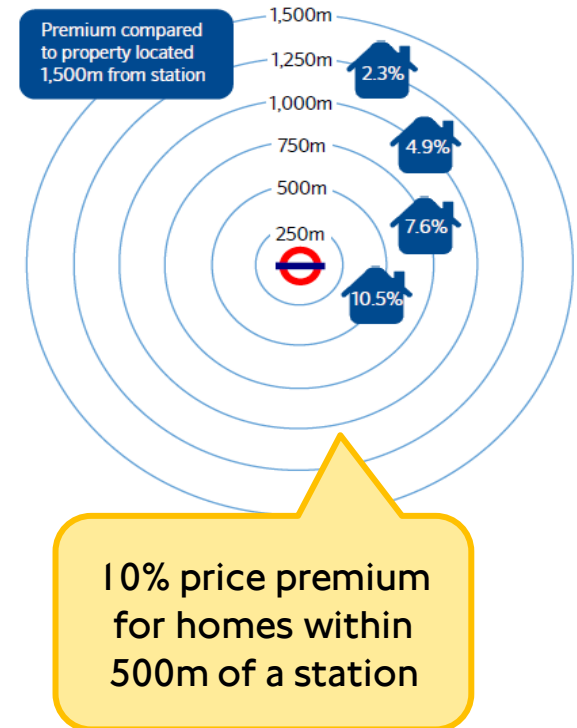 Premium compared
to property located
1,500m from station
1,500m
1,250m
2.3%
1,000m
4.9%
750m
500m
7.6%
250m
10.5%
10% price premium
for homes within
500m of a station